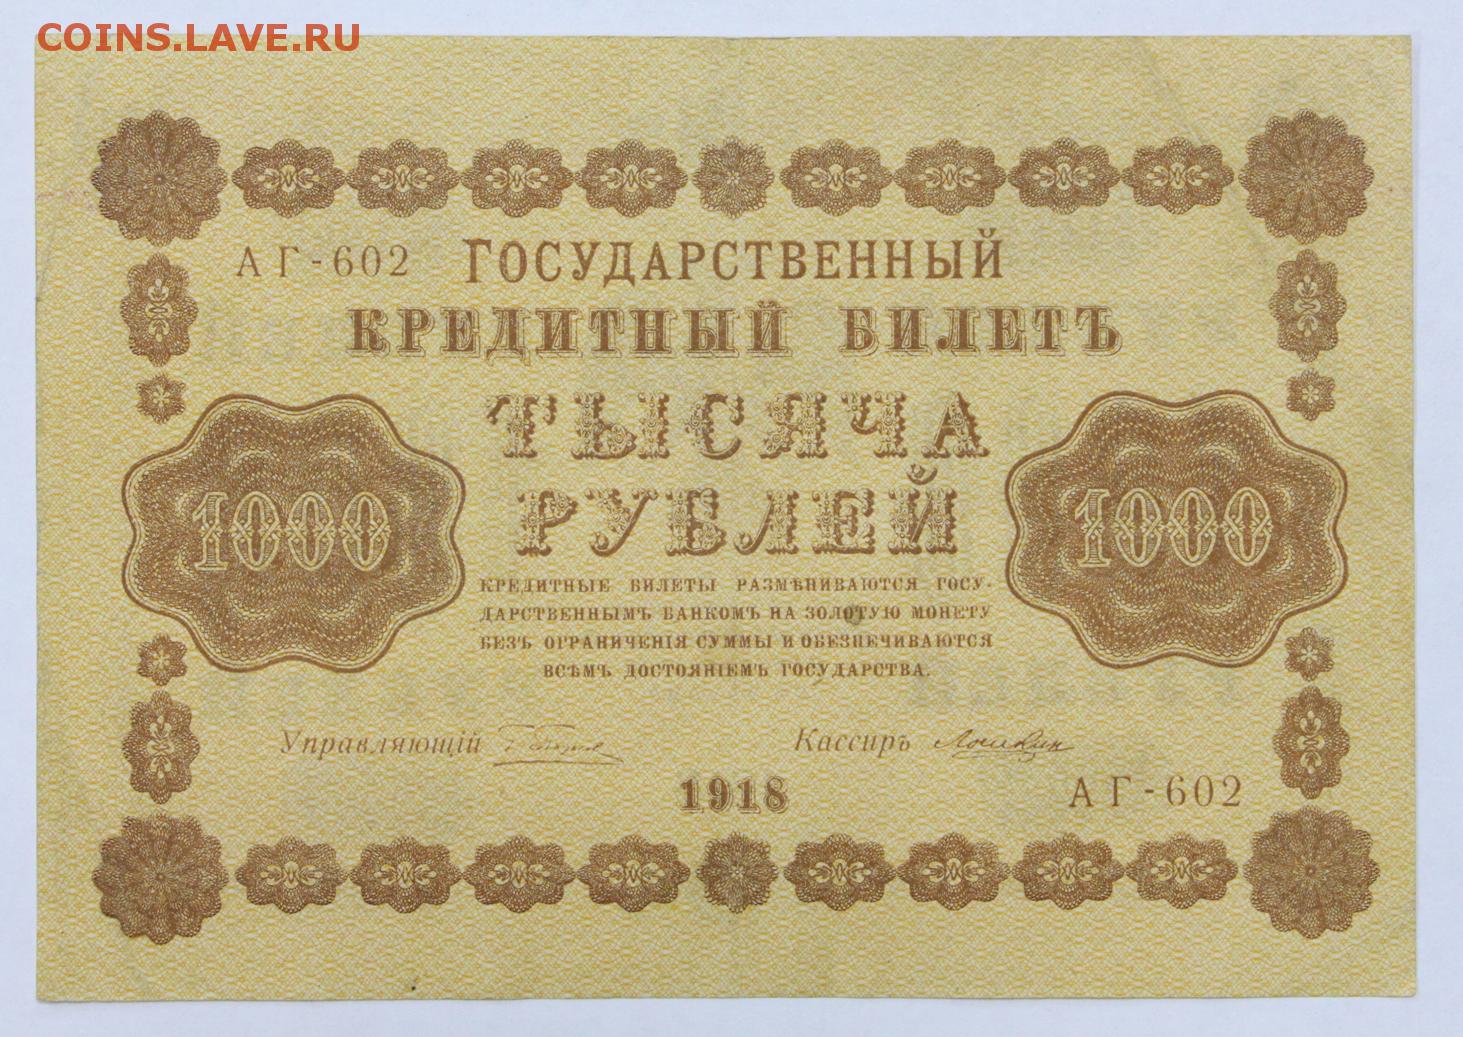 COINS.LAVE.RU
АГ-602 ГОСУДАРСТВЕННЫЙ
КРЕДИТНЫЙ БИЛЕТЪ
ТЫСЯЧА
РУБЛЕЙ
1000 1000
КРЕДИТНЫЕ БИЛЕТЫ РАЗМѢНИВАЮТСЯ ГОСУ-
ДАРСТВЕННЫМЪ БАНКОМЪ НА ЗОЛОТУЮ МОНЕТУ
БЕЗЪ ОГРАНИЧЕНІЯ СУММЫ И ОБЕЗПЕЧИВАЮТСЯ
ВСѢМЪ ДОСТОЯНІЕМЪ ГОСУДАРСТВА.
Управляющій Кассиръ
1918 АГ-602